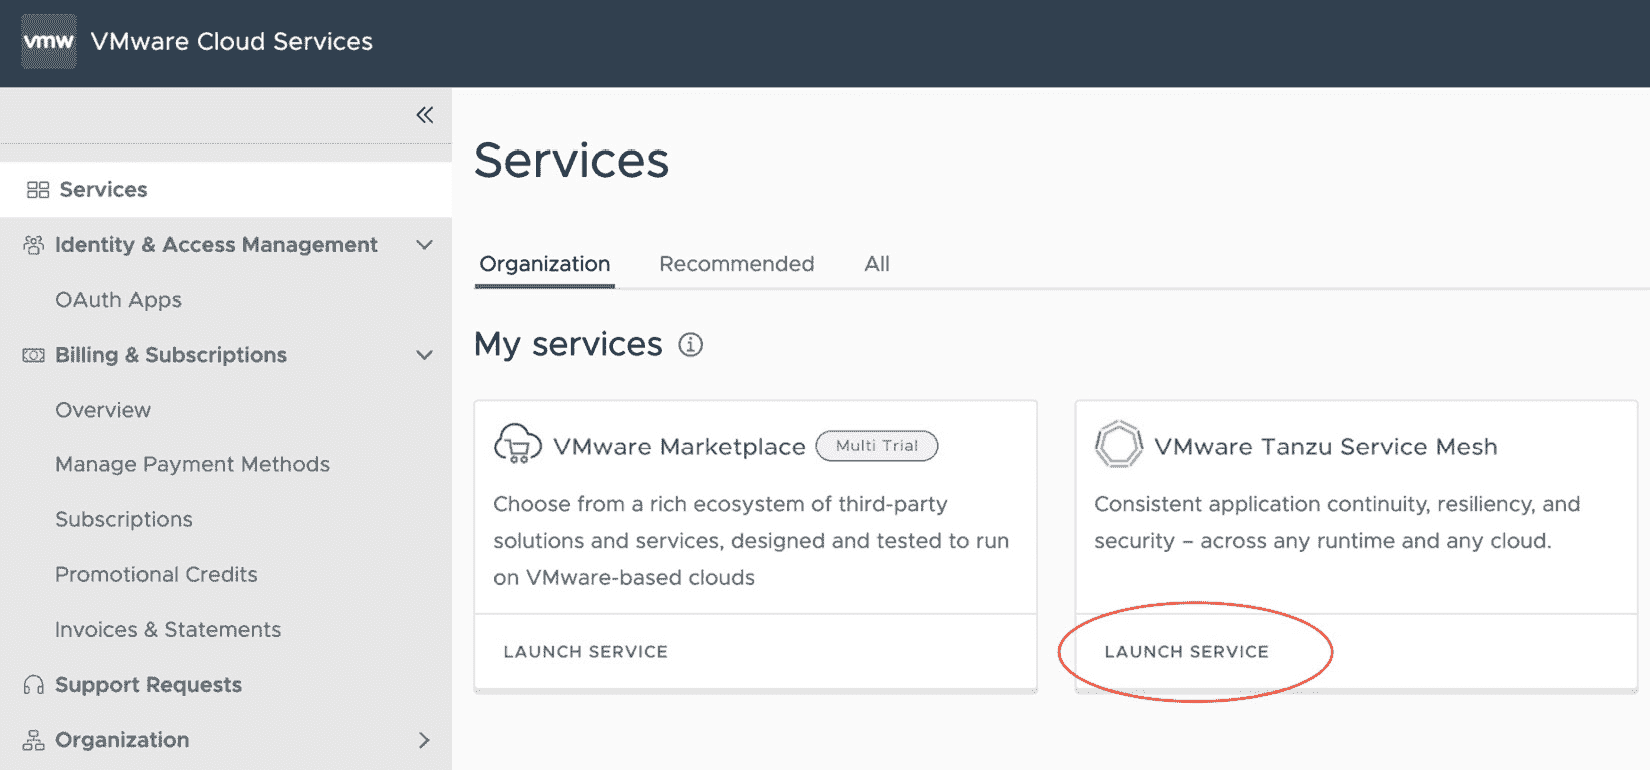 vmw VMware Cloud Services
Services
Identity & Access Management
OAuth Apps
Billing & Subscriptions
Overview
Manage Payment Methods
Subscriptions
Promotional Credits
Invoices & Statements
Support Requests
Organization
Services
Organization Recommended All
My services
VMware Marketplace Multi Trial
Choose from a rich ecosystem of third-party
solutions and services, designed and tested to run
on VMware-based clouds
LAUNCH SERVICE
VMware Tanzu Service Mesh
Consistent application continuity, resiliency, and
security – across any runtime and any cloud.
LAUNCH SERVICE